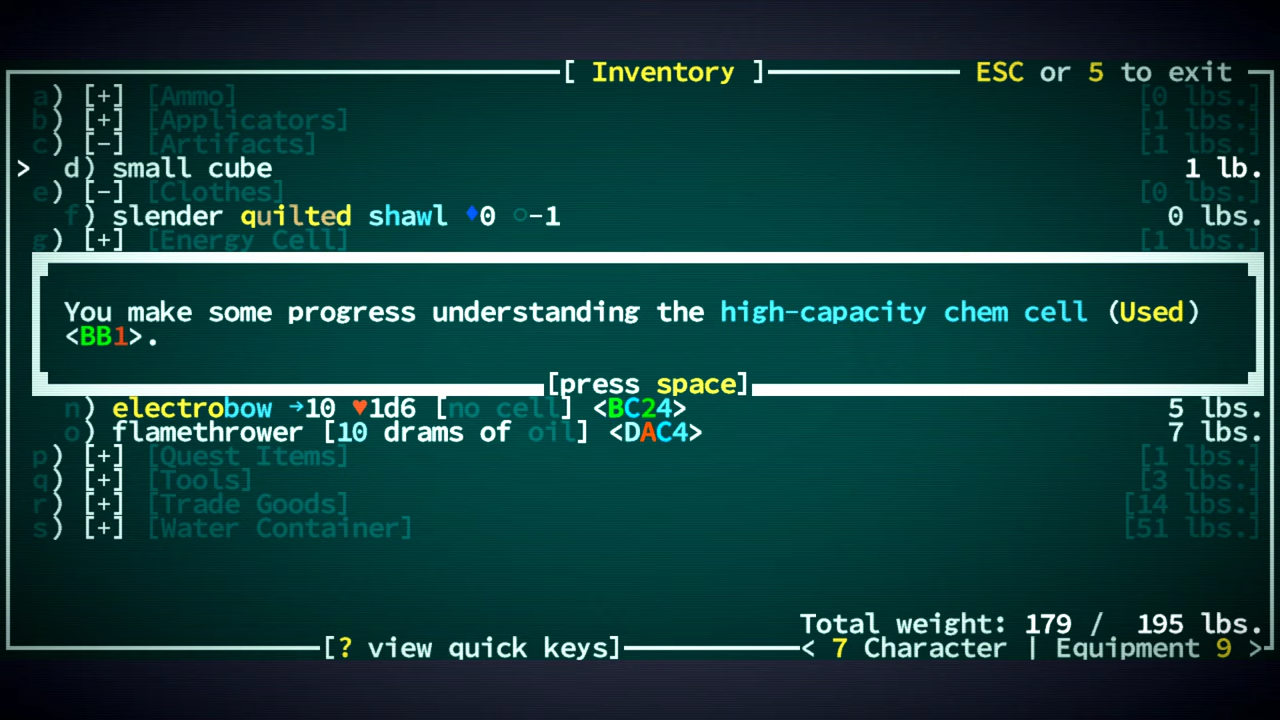 [ Inventory ] ESC or 5 to exit
a) [+] [Ammo] [0 lbs.]
b) [+] [Applicators] [1 lbs.]
c) [-] [Artifacts] [1 lbs.]
> d) small cube 1 lb.
e) [-] [Clothes] [0 lbs.]
f) slender quilted shawl ♦0 ○-1 0 lbs.
g) [+] [Energy Cell] [1 lbs.]
You make some progress understanding the high-capacity chem cell (Used)
<BB1>.
[press space]
n) electrobow →10 ♥1d6 [no cell] <BC24> 5 lbs.
o) flamethrower [10 drams of oil] <DAC4> 7 lbs.
p) [+] [Quest Items] [1 lbs.]
q) [+] [Tools] [3 lbs.]
r) [+] [Trade Goods] [14 lbs.]
s) [+] [Water Container] [51 lbs.]
Total weight: 179 / 195 lbs.
[? view quick keys] < 7 Character | Equipment 9 >